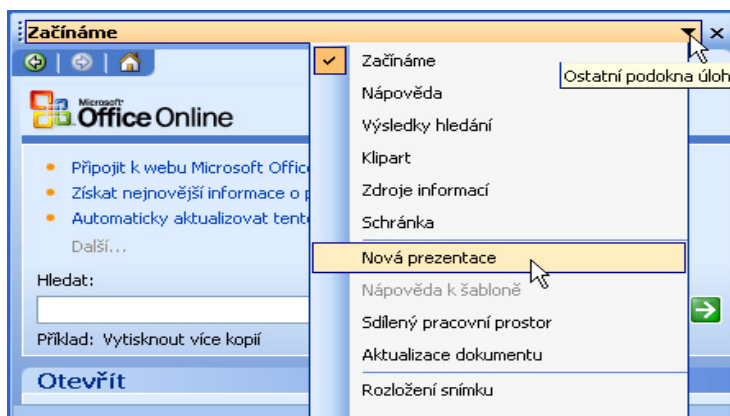 Začínáme
Začínáme
Ostatní podokna úloh
Nápověda
Microsoft
Office Online
Výsledky hledání
Klipart
Připojit k webu Microsoft Offic
Zdroje informací
Získat nejnovější informace o
Automaticky aktualizovat
Schránka
Další...
Nová prezentace
Hledat:
Nápověda k šabloně
Sdílený pracovní prostor
Příklad: Vytisknout více kopií
Aktualizace dokumentu
Otevřít
Rozložení snímku